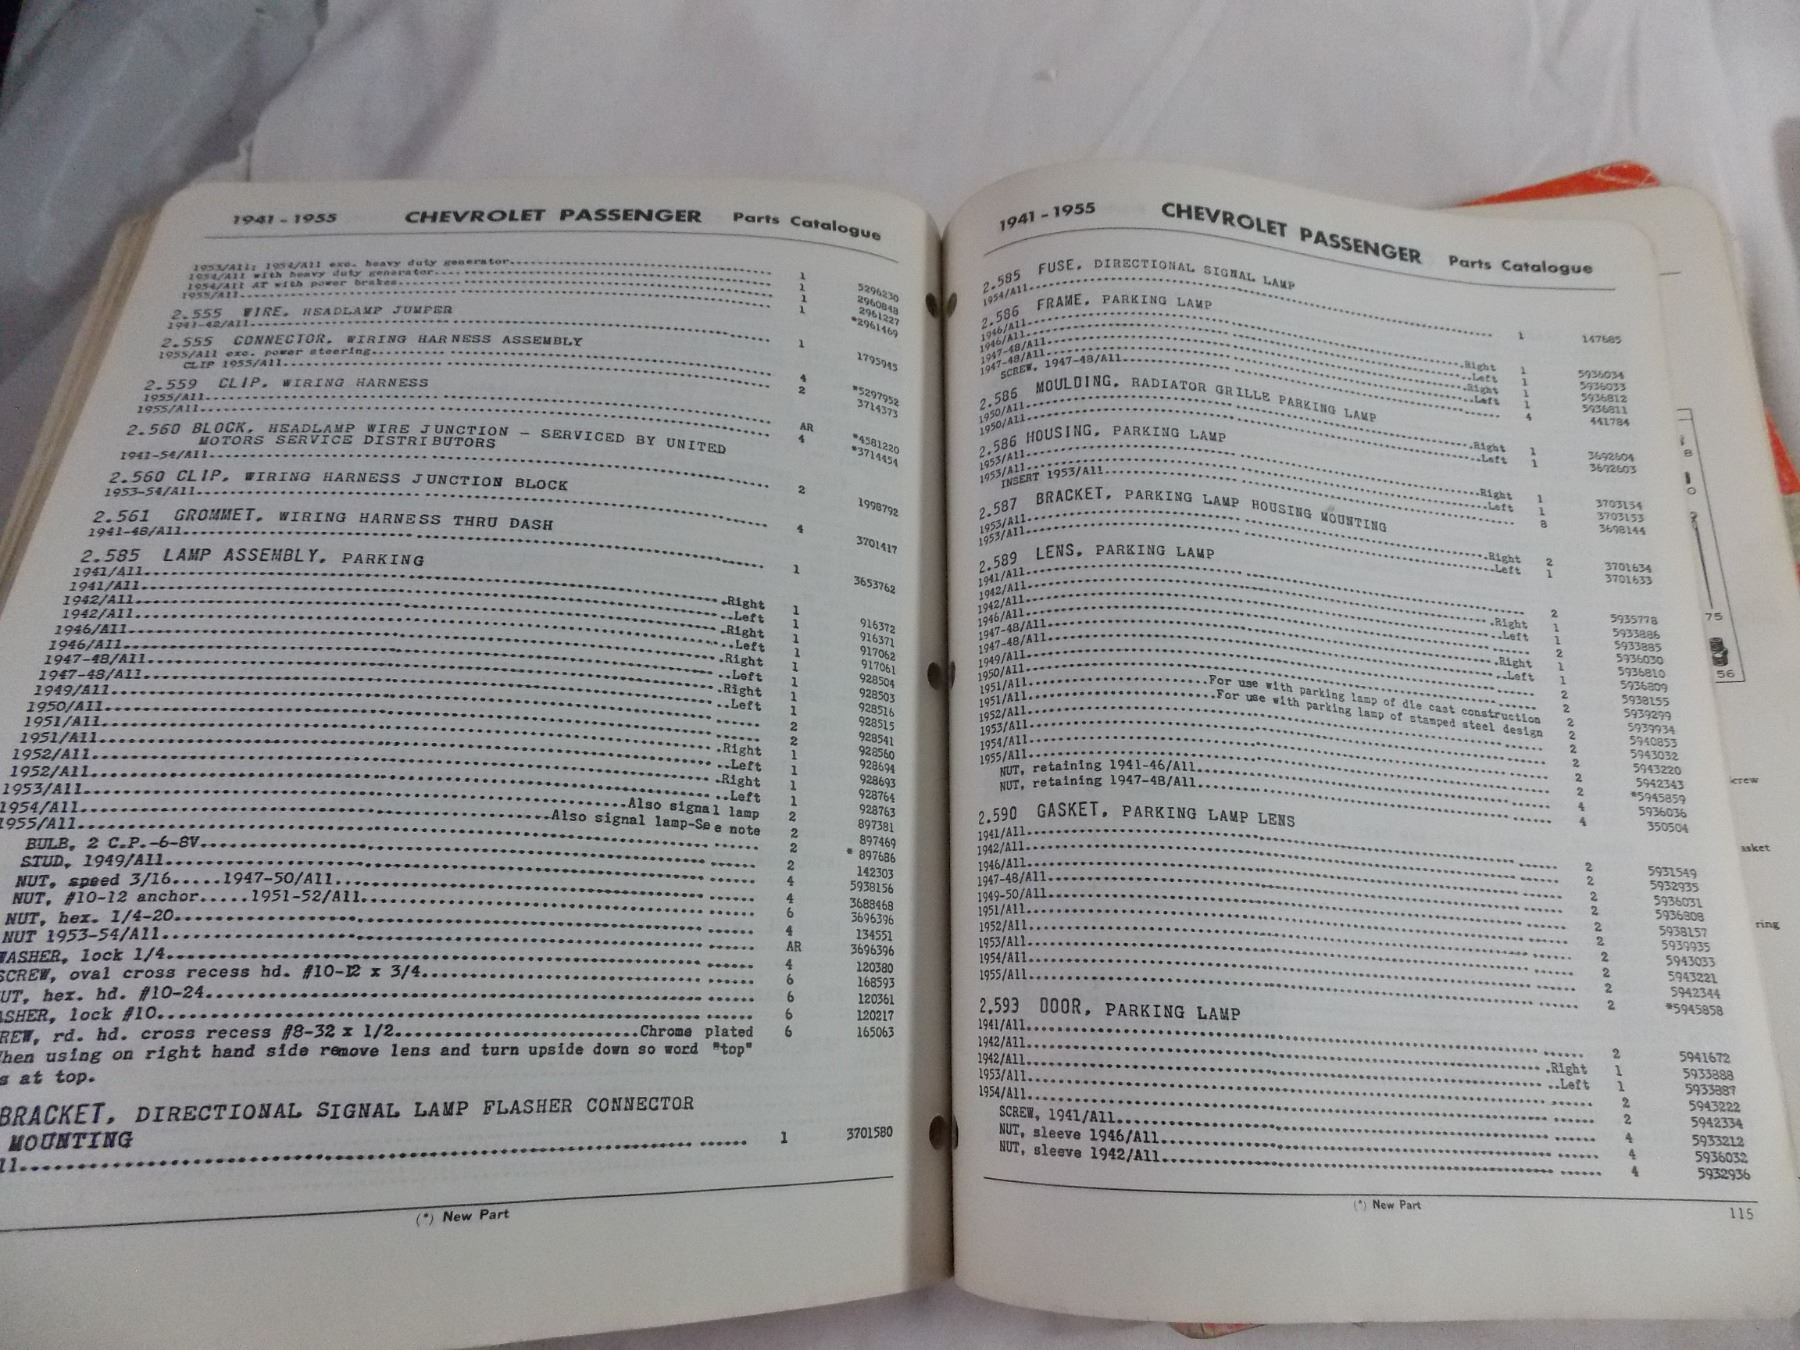 1941 - 1955 CHEVROLET PASSENGER Parts Catalogue
1953/All; 1954/All exc. heavy duty generator 1 5296230
1954/All with heavy duty generator 1 2960848
1954/All AT with power brakes 1 2961227
1955/All 1 *2961469
2.555 WIRE, HEADLAMP JUMPER
1941-42/All 1 1795945
2.555 CONNECTOR, WIRING HARNESS ASSEMBLY
1955/All exc. power steering 4 *5297952
CLIP 1955/All 2 3714373
2.559 CLIP, WIRING HARNESS
1955/All AR *4581220
1955/All 4 *3714454
2.560 BLOCK, HEADLAMP WIRE JUNCTION - SERVICED BY UNITED
MOTORS SERVICE DISTRIBUTORS
1941-54/All 2 1998792
2.560 CLIP, WIRING HARNESS JUNCTION BLOCK
1953-54/All 4 3701417
2.561 GROMMET, WIRING HARNESS THRU DASH
1941-48/All 1 3653762
2.585 LAMP ASSEMBLY, PARKING
1941/All Right 1 916372
1941/All Left 1 916371
1942/All Right 1 917062
1942/All Left 1 917061
1946/All Right 1 928504
1946/All Left 1 928503
1947-48/All Right 1 928516
1947-48/All Left 1 928515
1949/All 2 928541
1950/All 2 928560
1951/All Right 1 928694
1951/All Left 1 928693
1952/All Right 1 928764
1952/All Left 1 928763
1953/All Also signal lamp 2 897381
1954/All Also signal lamp-See note 2 897469
1955/All 2 * 897686
BULB, 2 C.P.-6-8V 2 142303
STUD, 1949/All 4 5938156
NUT, speed 3/16.....1947-50/All 4 3688468
NUT, #10-12 anchor.....1951-52/All 6 3696396
NUT, hex. 1/4-20 4 134551
NUT 1953-54/All AR 3696396
WASHER, lock 1/4 4 120380
SCREW, oval cross recess hd. #10-12 x 3/4 6 168593
UT, hex. hd. #10-24 6 120361
ASHER, lock #10 6 120217
REW, rd. hd. cross recess #8-32 x 1/2 Chrome plated 6 165063
hen using on right hand side remove lens and turn upside down so word "top"
s at top.
BRACKET, DIRECTIONAL SIGNAL LAMP FLASHER CONNECTOR
MOUNTING
ll 1 3701580
(*) New Part
1941 - 1955 CHEVROLET PASSENGER Parts Catalogue
2.585 FUSE, DIRECTIONAL SIGNAL LAMP
1954/All 1 147685
2.586 FRAME, PARKING LAMP
1946/All Right 1 5936034
1946/All Left 1 5936033
1947-48/All Right 1 5936812
1947-48/All Left 1 5936811
SCREW, 1947-48/All 4 441784
2.586 MOULDING, RADIATOR GRILLE PARKING LAMP
1950/All Right 1 3692604
1950/All Left 1 3692603
2.586 HOUSING, PARKING LAMP
1953/All Right 1 3703154
1953/All Left 1 3703153
INSERT 1953/All 8 3698144
2.587 BRACKET, PARKING LAMP HOUSING MOUNTING
1953/All Right 2 3701634
1953/All Left 1 3701633
2.589 LENS, PARKING LAMP
1941/All 2 5935778
1942/All Right 1 5933886
1942/All Left 1 5933885
1946/All 2 5936030
1947-48/All Right 1 5936810
1947-48/All Left 1 5936809
1949/All 2 5938155
1950/All 2 5939299
1951/All For use with parking lamp of die cast construction 2 5939934
1951/All For use with parking lamp of stamped steel design 2 5940853
1952/All 2 5943032
1953/All 2 5943220
1954/All 2 5942343
1955/All 2 *5945859
NUT, retaining 1941-46/All 4 5936036
NUT, retaining 1947-48/All 4 350504
2.590 GASKET, PARKING LAMP LENS
1941/All 2 5931549
1942/All 2 5932935
1946/All 2 5936031
1947-48/All 2 5936808
1949-50/All 2 5938157
1951/All 2 5939935
1952/All 2 5943033
1953/All 2 5943221
1954/All 2 5942344
1955/All 2 *5945858
2.593 DOOR, PARKING LAMP
1941/All 2 5941672
1942/All Right 1 5933888
1942/All Left 1 5933887
1953/All 2 5943222
1954/All 2 5942334
SCREW, 1941/All 4 5933212
NUT, sleeve 1946/All 4 5936032
NUT, sleeve 1942/All 4 5932936
(*) New Part
115
75
56
crew
asket
ring